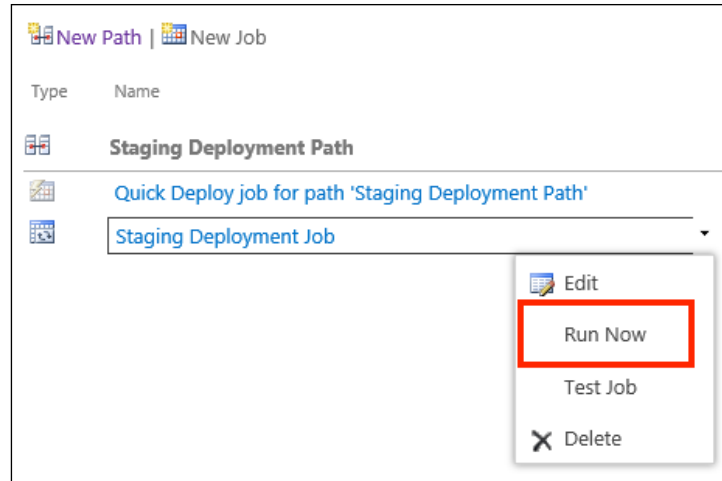 New Path | New Job
Type Name
Staging Deployment Path
Quick Deploy job for path 'Staging Deployment Path'
Staging Deployment Job
Edit
Run Now
Test Job
Delete